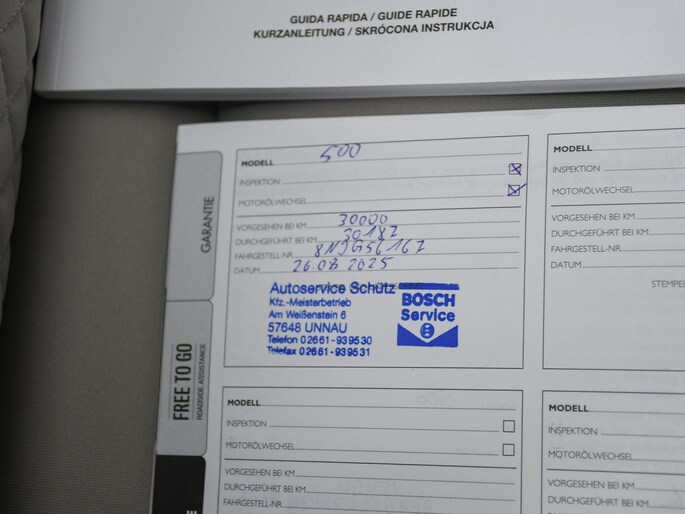 GUIDA RAPIDA / GUIDE RAPIDE
KURZANLEITUNG / SKRÓCONA INSTRUKCJA
GARANTIE
FREE TO GO
ROADSIDE ASSISTANCE
MODELL 500
INSPEKTION
MOTORÖLWECHSEL
VORGESEHEN BEI KM 30000
DURCHGEFÜHRT BEI KM 30182
FAHRGESTELL-NR.
DATUM 26.08 2025
Autoservice Schütz
Kfz.-Meisterbetrieb
Am Weißenstein 6
57648 UNNAU
Telefon 02661-939530
Telefax 02661-939531
BOSCH
Service
MODELL
INSPEKTION
MOTORÖLWECHSEL
VORGESEHEN BEI KM
DURCHGEFÜHRT BEI KM
FAHRGESTELL-NR.
DATUM
STEMPEL
MODELL
INSPEKTION
MOTORÖLWECHSEL
VORGESEHEN BEI KM
DURCHGEFÜHRT BEI KM
FAHRGESTELL-NR.
MODELL
INSPEKTION
MOTORÖLWECHSEL
VORGESEHEN BEI KM
DURCHGEFÜHRT BEI KM